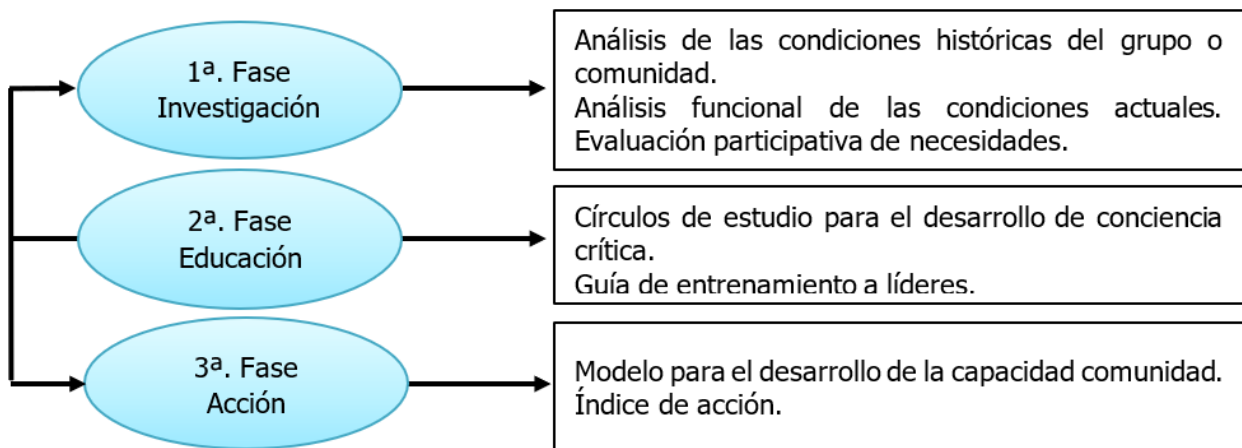 1ª. Fase
Investigación
Análisis de las condiciones históricas del grupo o
comunidad.
Análisis funcional de las condiciones actuales.
Evaluación participativa de necesidades.
2ª. Fase
Educación
Círculos de estudio para el desarrollo de conciencia
crítica.
Guía de entrenamiento a líderes.
3ª. Fase
Acción
Modelo para el desarrollo de la capacidad comunidad.
Índice de acción.